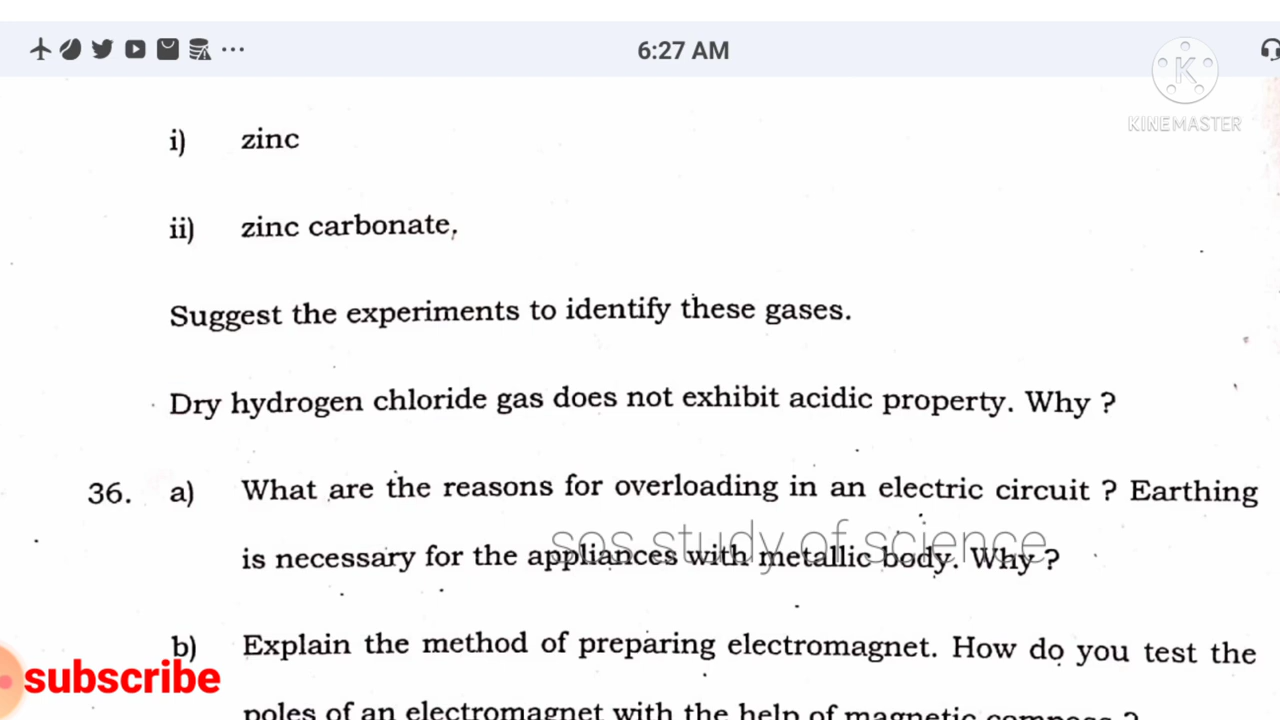 6:27 AM
KINEMASTER
i) zinc
ii) zinc carbonate,
Suggest the experiments to identify these gases.
Dry hydrogen chloride gas does not exhibit acidic property. Why ?
36. a) What are the reasons for overloading in an electric circuit ? Earthing
sos study of science
is necessary for the appliances with metallic body. Why ?
b) Explain the method of preparing electromagnet. How do you test the
subscribe
poles of an electromagnet with the help of magnetic compass ?